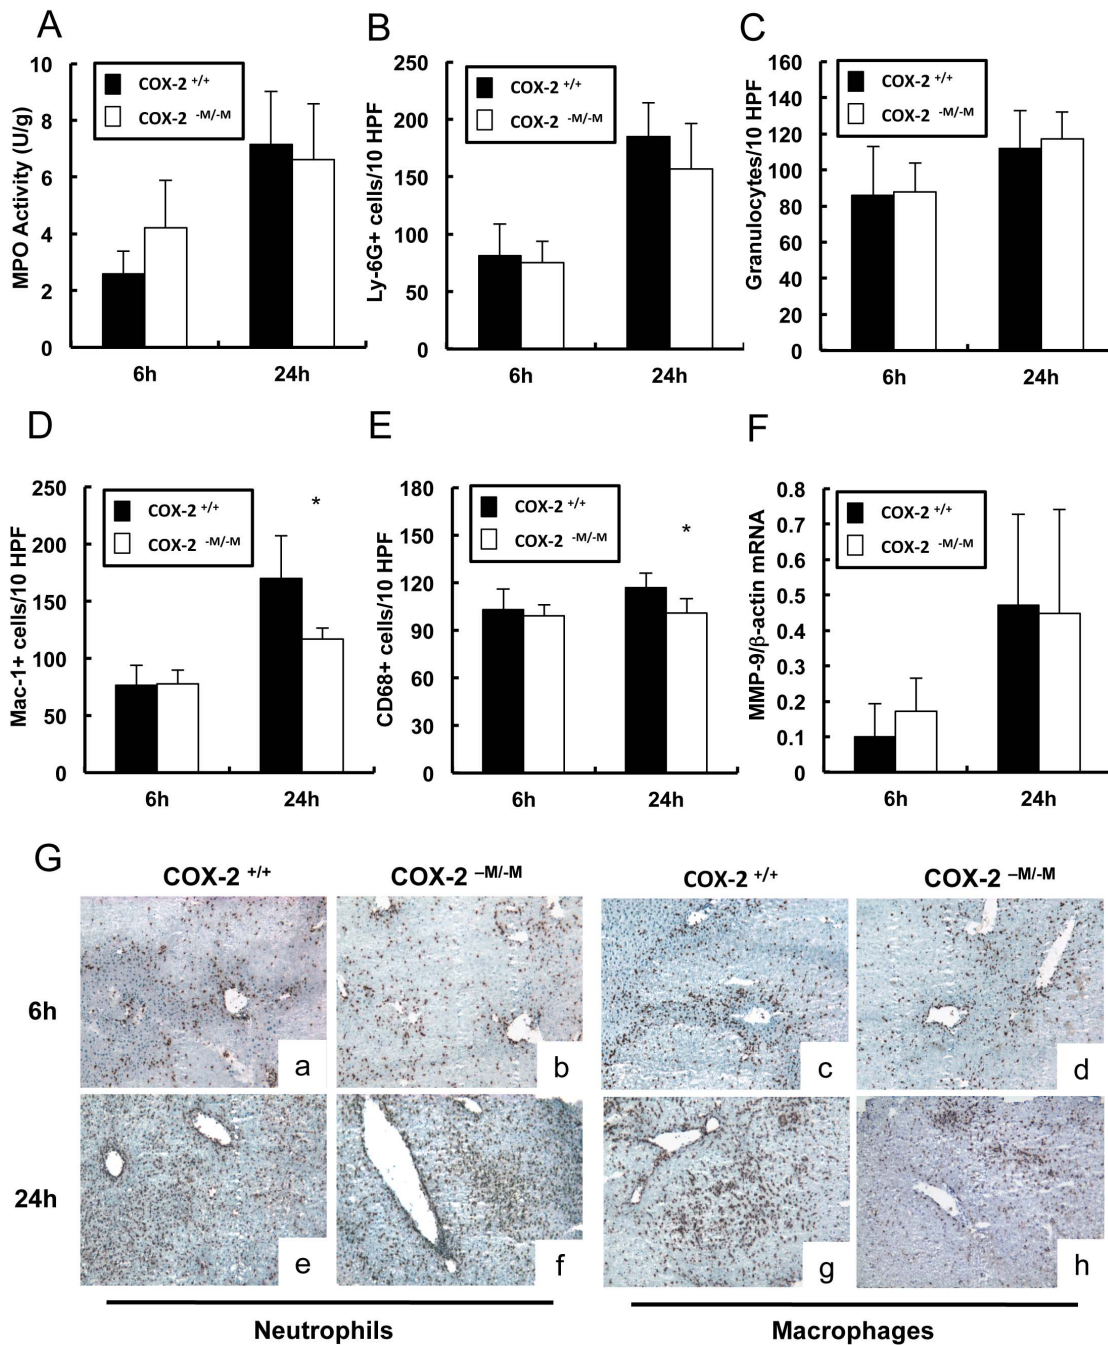 A
MPO Activity (U/g)
10
8
6
4
2
0
COX-2 +/+
COX-2 -M/-M
6h 24h
B
Ly-6G+ cells/10 HPF
250
200
150
100
50
0
COX-2 +/+
COX-2 -M/-M
6h 24h
C
Granulocytes/10 HPF
160
140
120
100
80
60
40
20
0
COX-2 +/+
COX-2 -M/-M
6h 24h
D
Mac-1+ cells/10 HPF
250
200
150
100
50
0
COX-2 +/+
COX-2 -M/-M
*
6h 24h
E
CD68+ cells/10 HPF
180
150
120
90
60
30
0
COX-2 +/+
COX-2 -M/-M
*
6h 24h
F
MMP-9/β-actin mRNA
0.8
0.7
0.6
0.5
0.4
0.3
0.2
0.1
0
COX-2 +/+
COX-2 -M/-M
6h 24h
G
COX-2 +/+ COX-2 –M/-M COX-2 +/+ COX-2 –M/-M
6h
a b c d
24h
e f g h
Neutrophils Macrophages